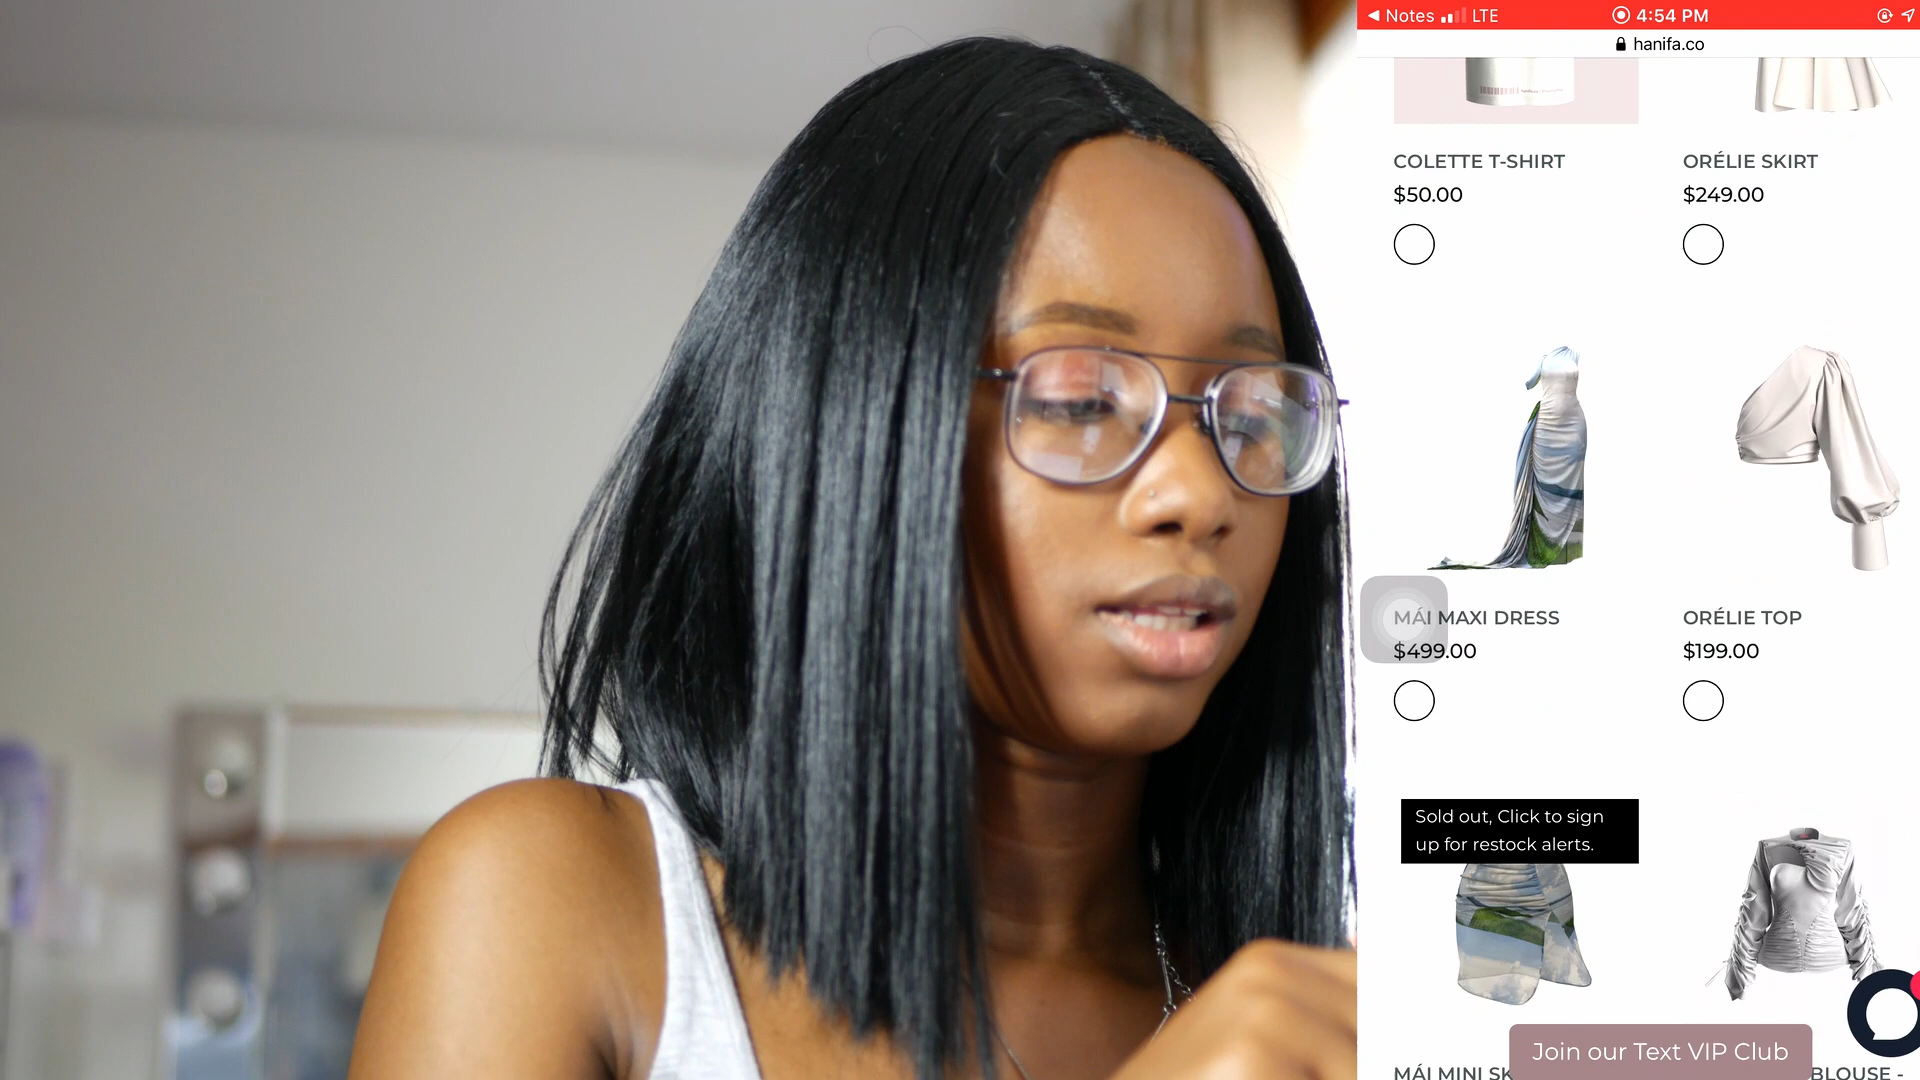 Notes LTE 4:54 PM
hanifa.co
COLETTE T-SHIRT
$50.00
ORÉLIE SKIRT
$249.00
MÁI MAXI DRESS
$499.00
ORÉLIE TOP
$199.00
Sold out, Click to sign
up for restock alerts.
Join our Text VIP Club
MÁI MINI
BLOUSE -